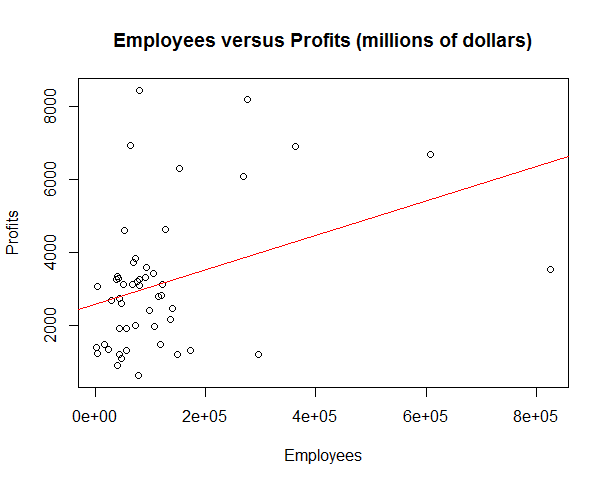 Employees versus Profits (millions of dollars)
8000
6000
4000
2000
Profits
0e+00 2e+05 4e+05 6e+05 8e+05
Employees